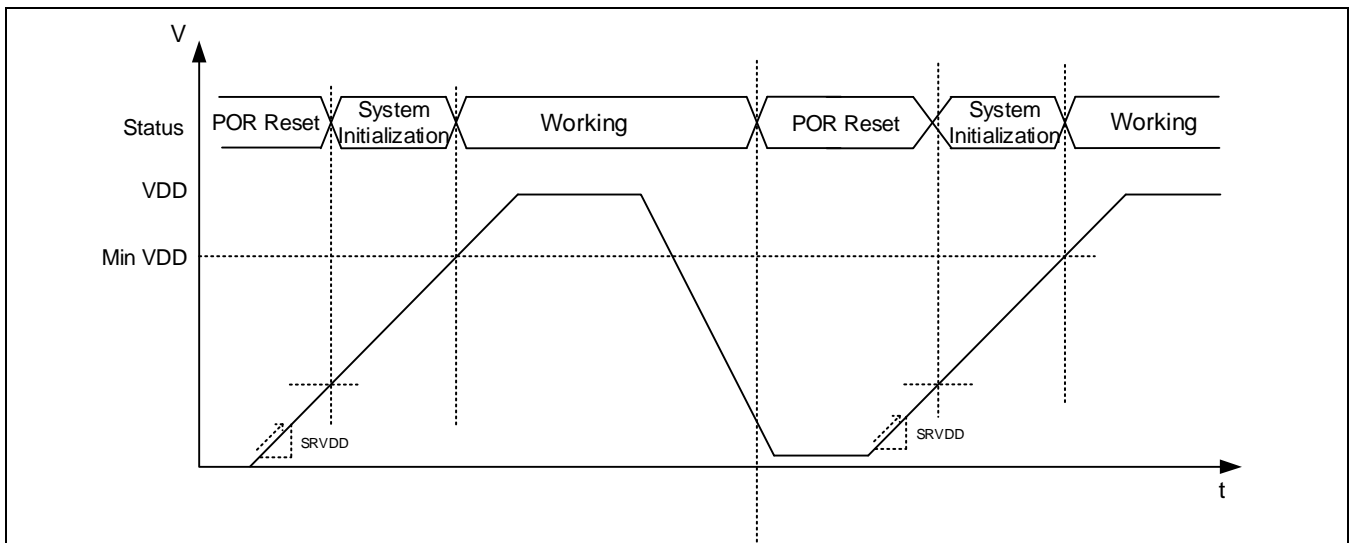 V
Status
POR Reset
System
Initialization
Working
POR Reset
System
Initialization
Working
VDD
Min VDD
SRVDD
SRVDD
t